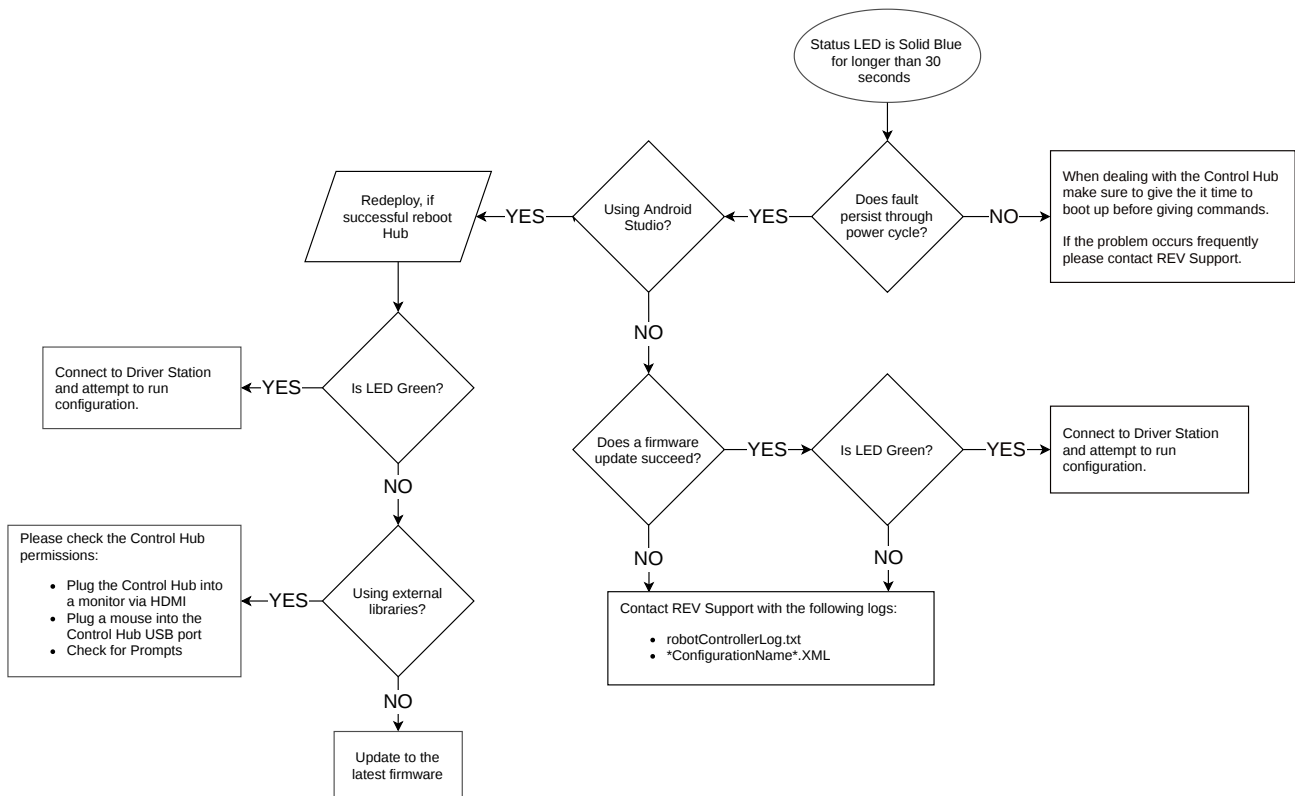 Status LED is Solid Blue
for longer than 30
seconds
Does fault
persist through
power cycle?
NO
When dealing with the Control Hub
make sure to give the it time to
boot up before giving commands.
If the problem occurs frequently
please contact REV Support.
YES
Using Android
Studio?
YES
Redeploy, if
successful reboot
Hub
NO
Is LED Green?
YES
Connect to Driver Station
and attempt to run
configuration.
NO
Using external
libraries?
YES
Please check the Control Hub
permissions:
• Plug the Control Hub into
a monitor via HDMI
• Plug a mouse into the
Control Hub USB port
• Check for Prompts
NO
Update to the
latest firmware
Does a firmware
update succeed?
YES
Is LED Green?
YES
Connect to Driver Station
and attempt to run
configuration.
NO
NO
Contact REV Support with the following logs:
• robotControllerLog.txt
• *ConfigurationName*.XML